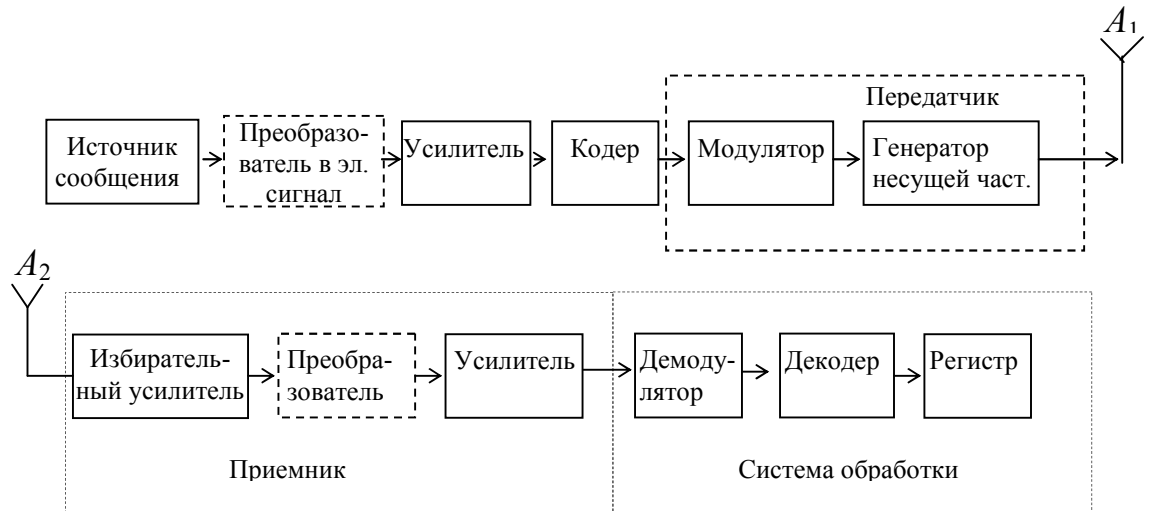 A1
Передатчик
Источник
сообщения
Преобразо-
ватель в эл.
сигнал
Усилитель
Кодер
Модулятор
Генератор
несущей част.
A2
Избиратель-
ный усилитель
Преобра-
зователь
Усилитель
Демоду-
лятор
Декодер
Регистр
Приемник
Система обработки